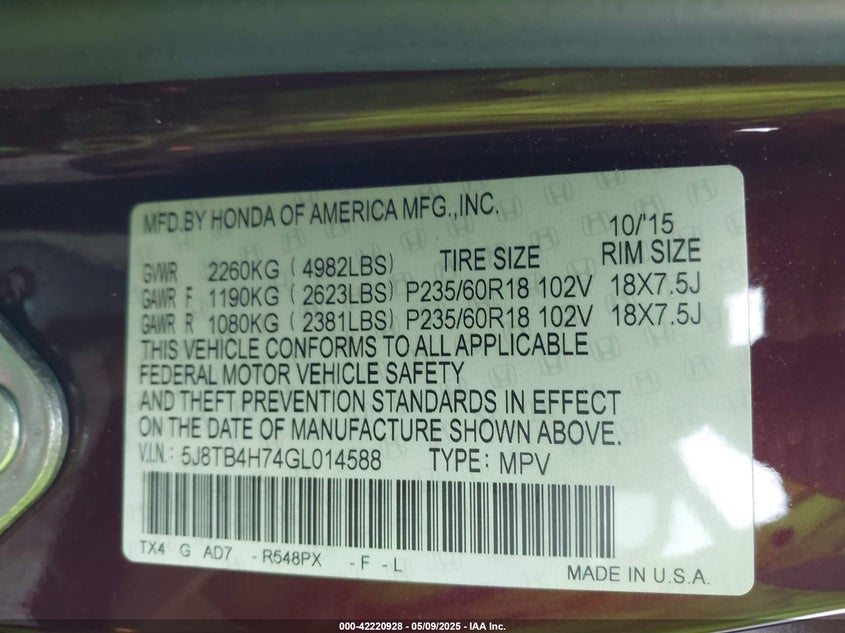 MFD.BY HONDA OF AMERICA MFG.,INC.
10/'15
GVWR 2260KG (4982LBS) TIRE SIZE RIM SIZE
GAWR F 1190KG (2623LBS) P235/60R18 102V 18X7.5J
GAWR R 1080KG (2381LBS) P235/60R18 102V 18X7.5J
THIS VEHICLE CONFORMS TO ALL APPLICABLE
FEDERAL MOTOR VEHICLE SAFETY
AND THEFT PREVENTION STANDARDS IN EFFECT
ON THE DATE OF MANUFACTURE SHOWN ABOVE.
V.I.N.: 5J8TB4H74GL014588 TYPE: MPV
TX4 G AD7 -R548PX -F -L
MADE IN U.S.A.
000-42220928 - 05/09/2025 - IAA Inc.